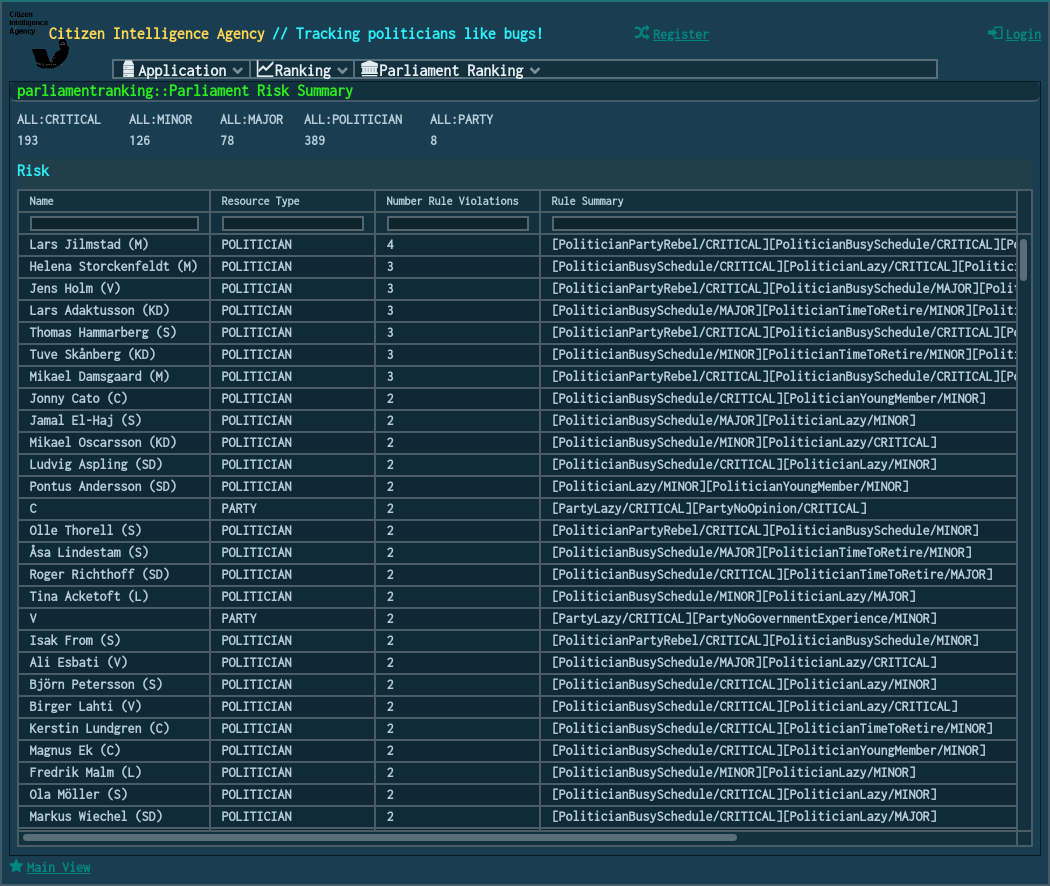 Citizen
Intelligence
Agency
Citizen Intelligence Agency // Tracking politicians like bugs!
Register
Login
Application Ranking Parliament Ranking
parliamentranking::Parliament Risk Summary
ALL:CRITICAL ALL:MINOR ALL:MAJOR ALL:POLITICIAN ALL:PARTY
193 126 78 389 8
Risk
Name Resource Type Number Rule Violations Rule Summary
Lars Jilmstad (M) POLITICIAN 4 [PoliticianPartyRebel/CRITICAL][PoliticianBusySchedule/CRITICAL][Po
Helena Storckenfeldt (M) POLITICIAN 3 [PoliticianBusySchedule/CRITICAL][PoliticianLazy/CRITICAL][Politici
Jens Holm (V) POLITICIAN 3 [PoliticianPartyRebel/CRITICAL][PoliticianBusySchedule/MAJOR][Polit
Lars Adaktusson (KD) POLITICIAN 3 [PoliticianBusySchedule/MAJOR][PoliticianTimeToRetire/MINOR][Politi
Thomas Hammarberg (S) POLITICIAN 3 [PoliticianPartyRebel/CRITICAL][PoliticianBusySchedule/CRITICAL][Po
Tuve Skånberg (KD) POLITICIAN 3 [PoliticianBusySchedule/MINOR][PoliticianTimeToRetire/MINOR][Politi
Mikael Damsgaard (M) POLITICIAN 3 [PoliticianPartyRebel/CRITICAL][PoliticianBusySchedule/CRITICAL][Po
Jonny Cato (C) POLITICIAN 2 [PoliticianBusySchedule/CRITICAL][PoliticianYoungMember/MINOR]
Jamal El-Haj (S) POLITICIAN 2 [PoliticianBusySchedule/MAJOR][PoliticianLazy/MINOR]
Mikael Oscarsson (KD) POLITICIAN 2 [PoliticianBusySchedule/MINOR][PoliticianLazy/CRITICAL]
Ludvig Aspling (SD) POLITICIAN 2 [PoliticianBusySchedule/CRITICAL][PoliticianLazy/MINOR]
Pontus Andersson (SD) POLITICIAN 2 [PoliticianLazy/MINOR][PoliticianYoungMember/MINOR]
C PARTY 2 [PartyLazy/CRITICAL][PartyNoOpinion/CRITICAL]
Olle Thorell (S) POLITICIAN 2 [PoliticianPartyRebel/CRITICAL][PoliticianBusySchedule/MINOR]
Åsa Lindestam (S) POLITICIAN 2 [PoliticianBusySchedule/MAJOR][PoliticianTimeToRetire/MINOR]
Roger Richthoff (SD) POLITICIAN 2 [PoliticianBusySchedule/CRITICAL][PoliticianTimeToRetire/MAJOR]
Tina Acketoft (L) POLITICIAN 2 [PoliticianBusySchedule/MINOR][PoliticianLazy/MAJOR]
V PARTY 2 [PartyLazy/CRITICAL][PartyNoGovernmentExperience/MINOR]
Isak From (S) POLITICIAN 2 [PoliticianPartyRebel/CRITICAL][PoliticianBusySchedule/MINOR]
Ali Esbati (V) POLITICIAN 2 [PoliticianBusySchedule/MAJOR][PoliticianLazy/CRITICAL]
Björn Petersson (S) POLITICIAN 2 [PoliticianBusySchedule/CRITICAL][PoliticianLazy/MINOR]
Birger Lahti (V) POLITICIAN 2 [PoliticianBusySchedule/CRITICAL][PoliticianLazy/CRITICAL]
Kerstin Lundgren (C) POLITICIAN 2 [PoliticianBusySchedule/CRITICAL][PoliticianTimeToRetire/MINOR]
Magnus Ek (C) POLITICIAN 2 [PoliticianBusySchedule/CRITICAL][PoliticianYoungMember/MINOR]
Fredrik Malm (L) POLITICIAN 2 [PoliticianBusySchedule/MINOR][PoliticianLazy/MINOR]
Ola Möller (S) POLITICIAN 2 [PoliticianBusySchedule/CRITICAL][PoliticianLazy/MINOR]
Markus Wiechel (SD) POLITICIAN 2 [PoliticianBusySchedule/CRITICAL][PoliticianLazy/MAJOR]
Main View